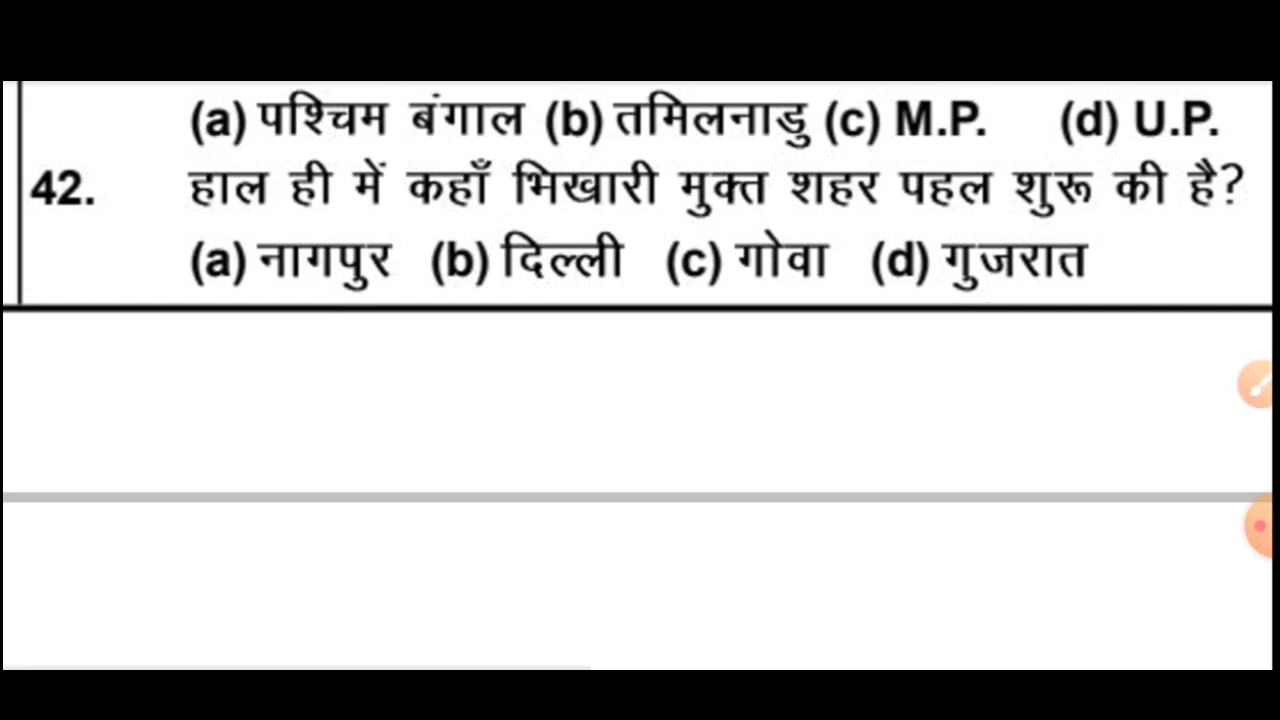 (a) पश्चिम बंगाल (b) तमिलनाडु (c) M.P. (d) U.P.
42. हाल ही में कहाँ भिखारी मुक्त शहर पहल शुरू की है?
(a) नागपुर (b) दिल्ली (c) गोवा (d) गुजरात